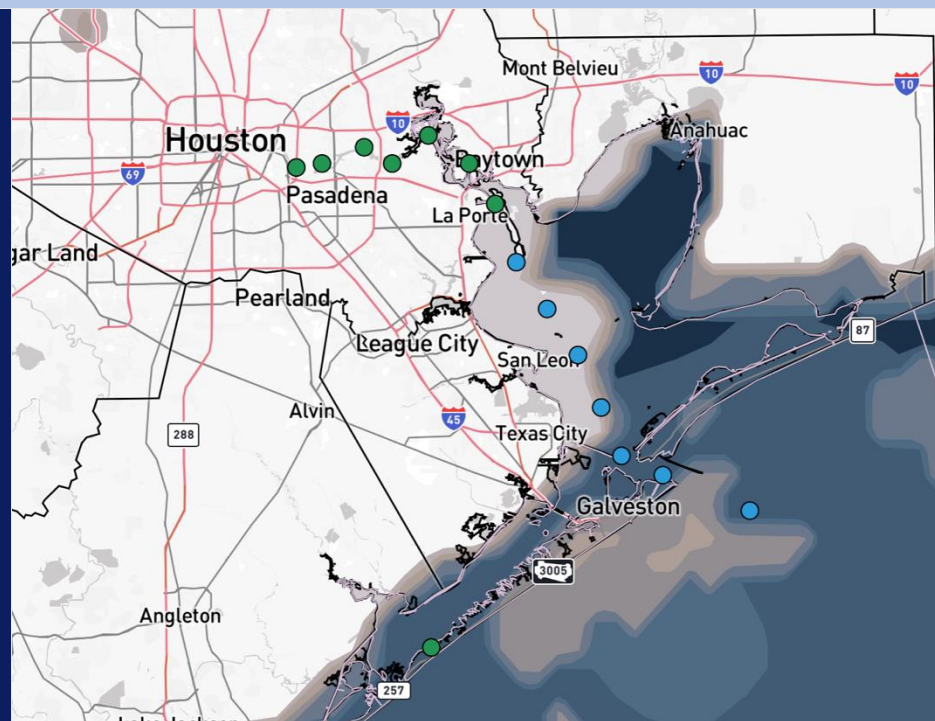 Mont Belvieu
10
10
Anahuac
10
Houston
Baytown
69
Pasadena
La Porte
gar Land
Pearland
87
League City
San Leon
Alvin
45
288
Texas City
Galveston
3005
Angleton
257